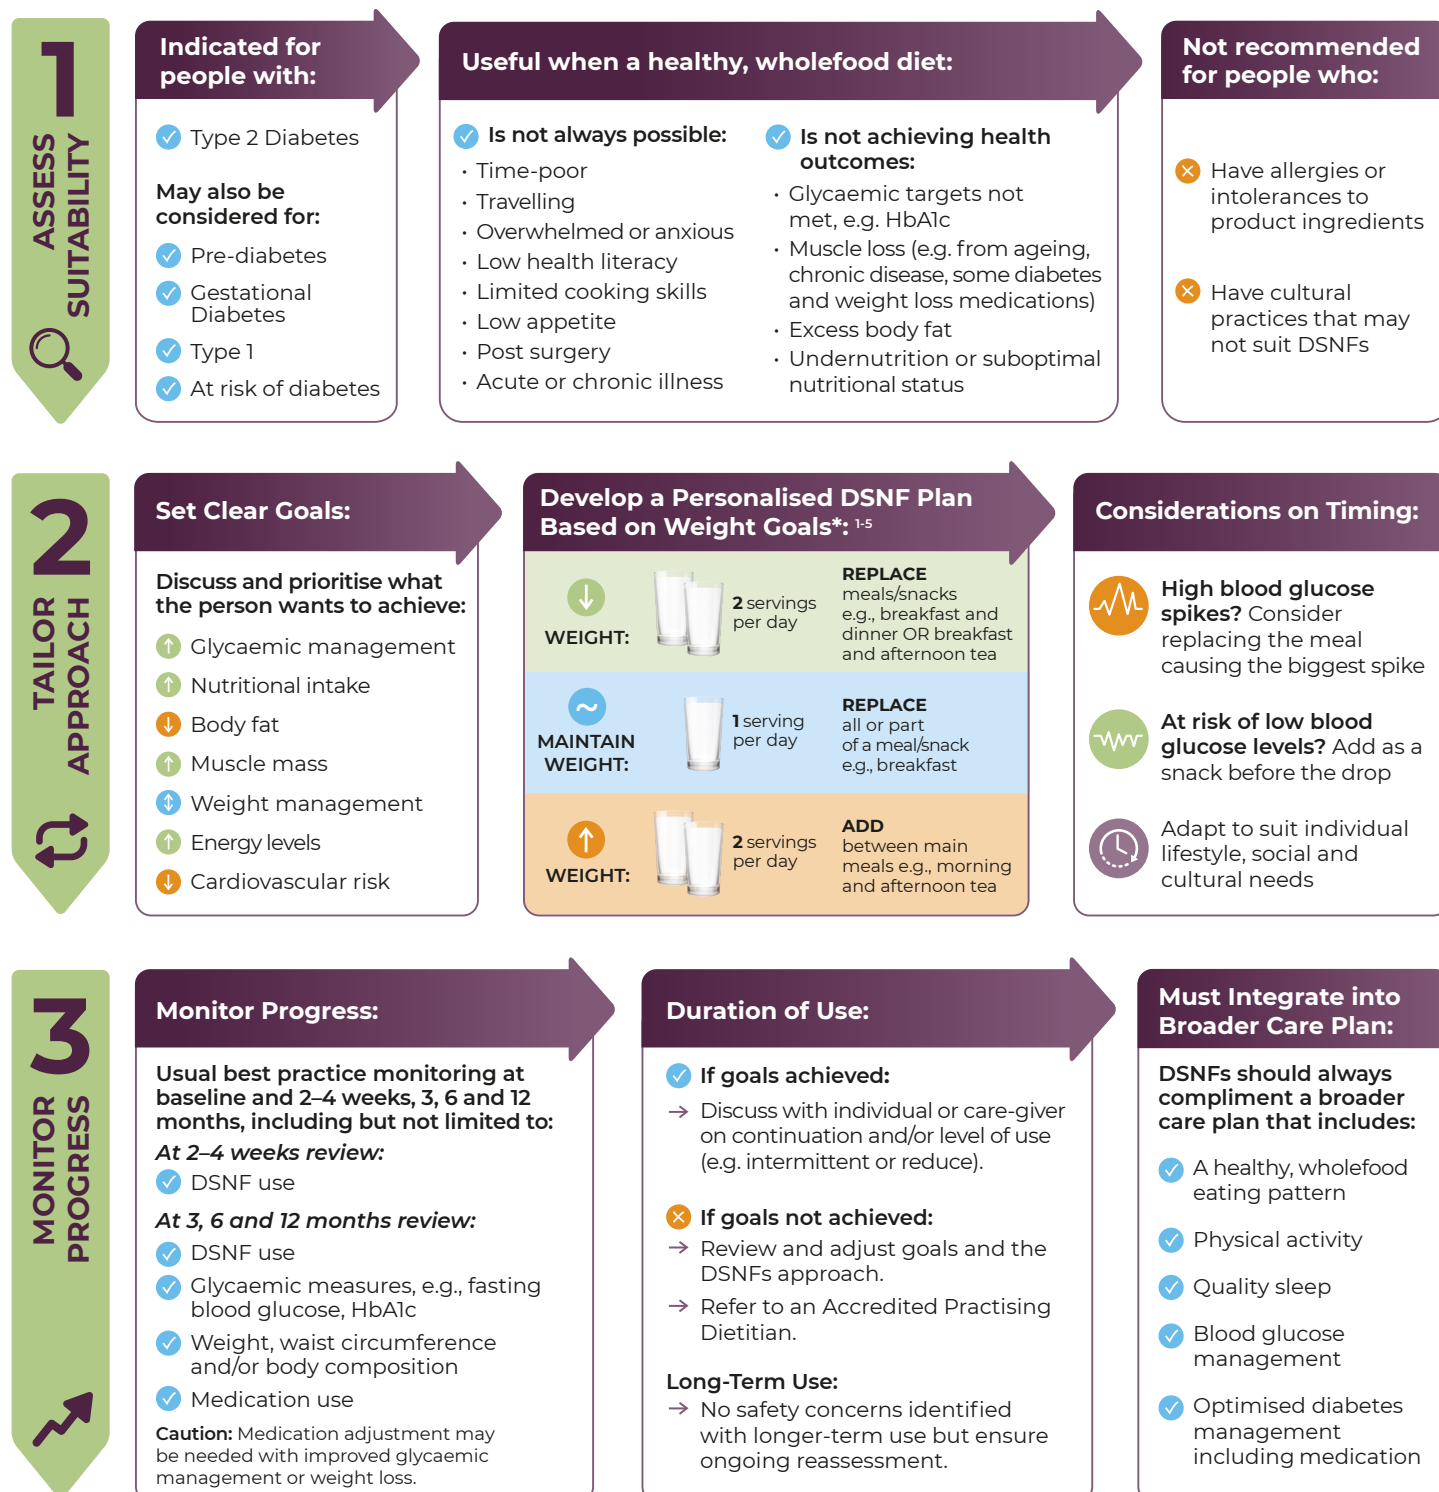 1
ASSESS
SUITABILITY
Indicated for
people with:
Type 2 Diabetes
May also be
considered for:
Pre-diabetes
Gestational
Diabetes
Type 1
At risk of diabetes
Useful when a healthy, wholefood diet:
Is not always possible:
· Time-poor
· Travelling
· Overwhelmed or anxious
· Low health literacy
· Limited cooking skills
· Low appetite
· Post surgery
· Acute or chronic illness
Is not achieving health
outcomes:
· Glycaemic targets not
met, e.g. HbA1c
· Muscle loss (e.g. from ageing,
chronic disease, some diabetes
and weight loss medications)
· Excess body fat
· Undernutrition or suboptimal
nutritional status
Not recommended
for people who:
Have allergies or
intolerances to
product ingredients
Have cultural
practices that may
not suit DSNFs
2
TAILOR
APPROACH
Set Clear Goals:
Discuss and prioritise what
the person wants to achieve:
Glycaemic management
Nutritional intake
Body fat
Muscle mass
Weight management
Energy levels
Cardiovascular risk
Develop a Personalised DSNF Plan
Based on Weight Goals*: 1-5
WEIGHT:
2 servings
per day
REPLACE
meals/snacks
e.g., breakfast and
dinner OR breakfast
and afternoon tea
MAINTAIN
WEIGHT:
1 serving
per day
REPLACE
all or part
of a meal/snack
e.g., breakfast
WEIGHT:
2 servings
per day
ADD
between main
meals e.g., morning
and afternoon tea
Considerations on Timing:
High blood glucose
spikes? Consider
replacing the meal
causing the biggest spike
At risk of low blood
glucose levels? Add as a
snack before the drop
Adapt to suit individual
lifestyle, social and
cultural needs
3
MONITOR
PROGRESS
Monitor Progress:
Usual best practice monitoring at
baseline and 2–4 weeks, 3, 6 and 12
months, including but not limited to:
At 2–4 weeks review:
DSNF use
At 3, 6 and 12 months review:
DSNF use
Glycaemic measures, e.g., fasting
blood glucose, HbA1c
Weight, waist circumference
and/or body composition
Medication use
Caution: Medication adjustment may
be needed with improved glycaemic
management or weight loss.
Duration of Use:
If goals achieved:
→ Discuss with individual or care-giver
on continuation and/or level of use
(e.g. intermittent or reduce).
If goals not achieved:
→ Review and adjust goals and the
DSNFs approach.
→ Refer to an Accredited Practising
Dietitian.
Long-Term Use:
→ No safety concerns identified
with longer-term use but ensure
ongoing reassessment.
Must Integrate into
Broader Care Plan:
DSNFs should always
compliment a broader
care plan that includes:
A healthy, wholefood
eating pattern
Physical activity
Quality sleep
Blood glucose
management
Optimised diabetes
management
including medication